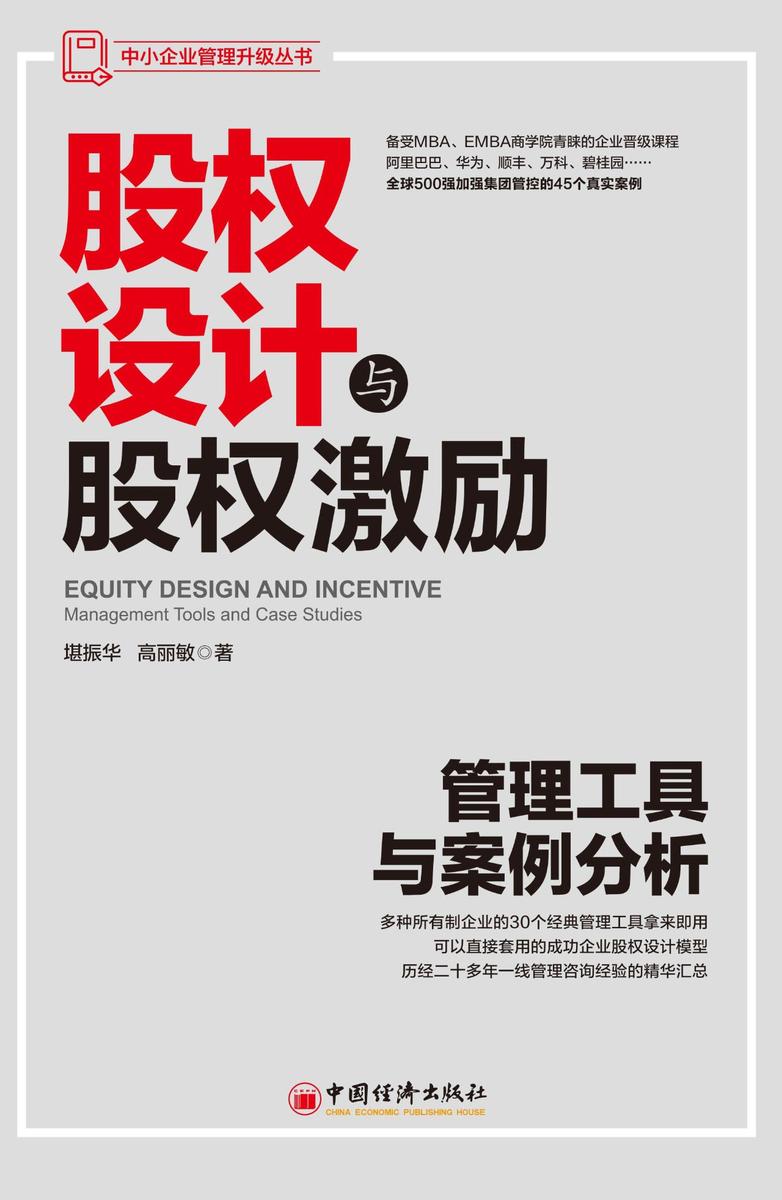 中小企业管理升级丛书
备受MBA、EMBA商学院青睐的企业晋级课程
阿里巴巴、华为、顺丰、万科、碧桂园……
全球500强加强集团管控的45个真实案例
股权
设计与
股权激励
EQUITY DESIGN AND INCENTIVE
Management Tools and Case Studies
堪振华 高丽敏◎著
管理工具
与案例分析
多种所有制企业的30个经典管理工具拿来即用
可以直接套用的成功企业股权设计模型
历经二十多年一线管理咨询经验的精华汇总
CEPH
中国经济出版社
CHINA ECONOMIC PUBLISHING HOUSE